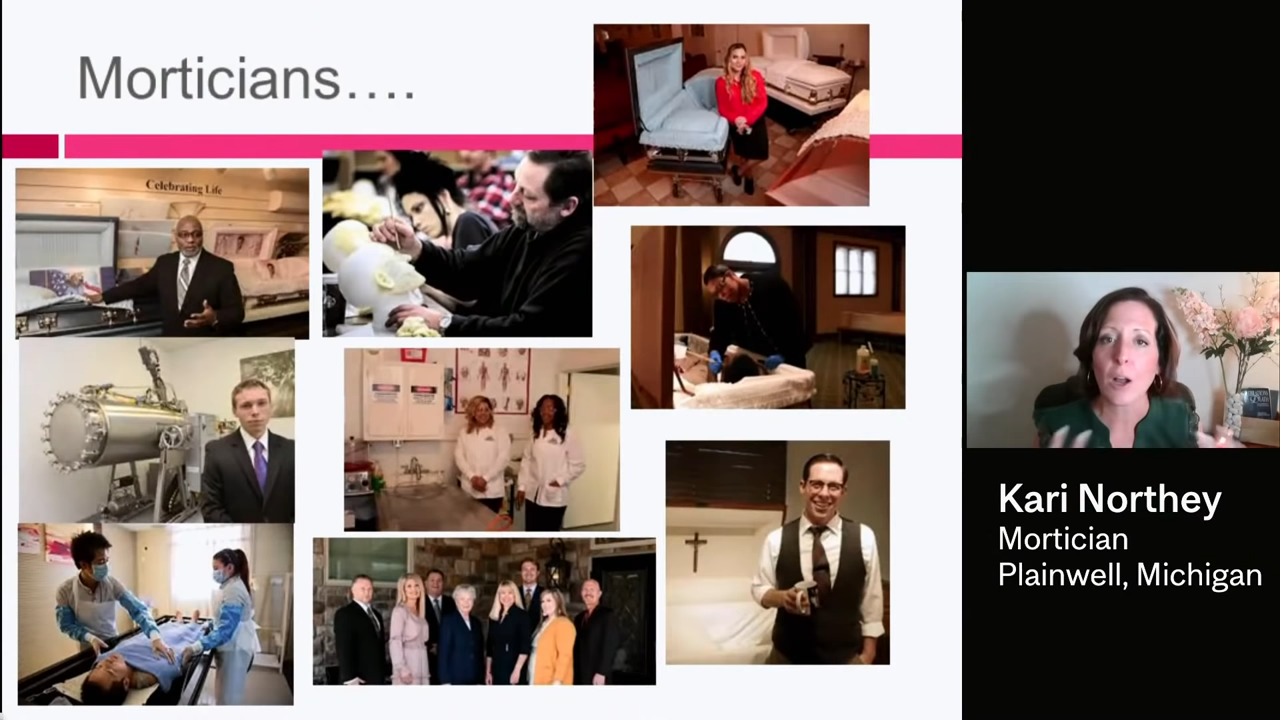 Morticians….
Celebrating Life
Kari Northey
Mortician
Plainwell, Michigan